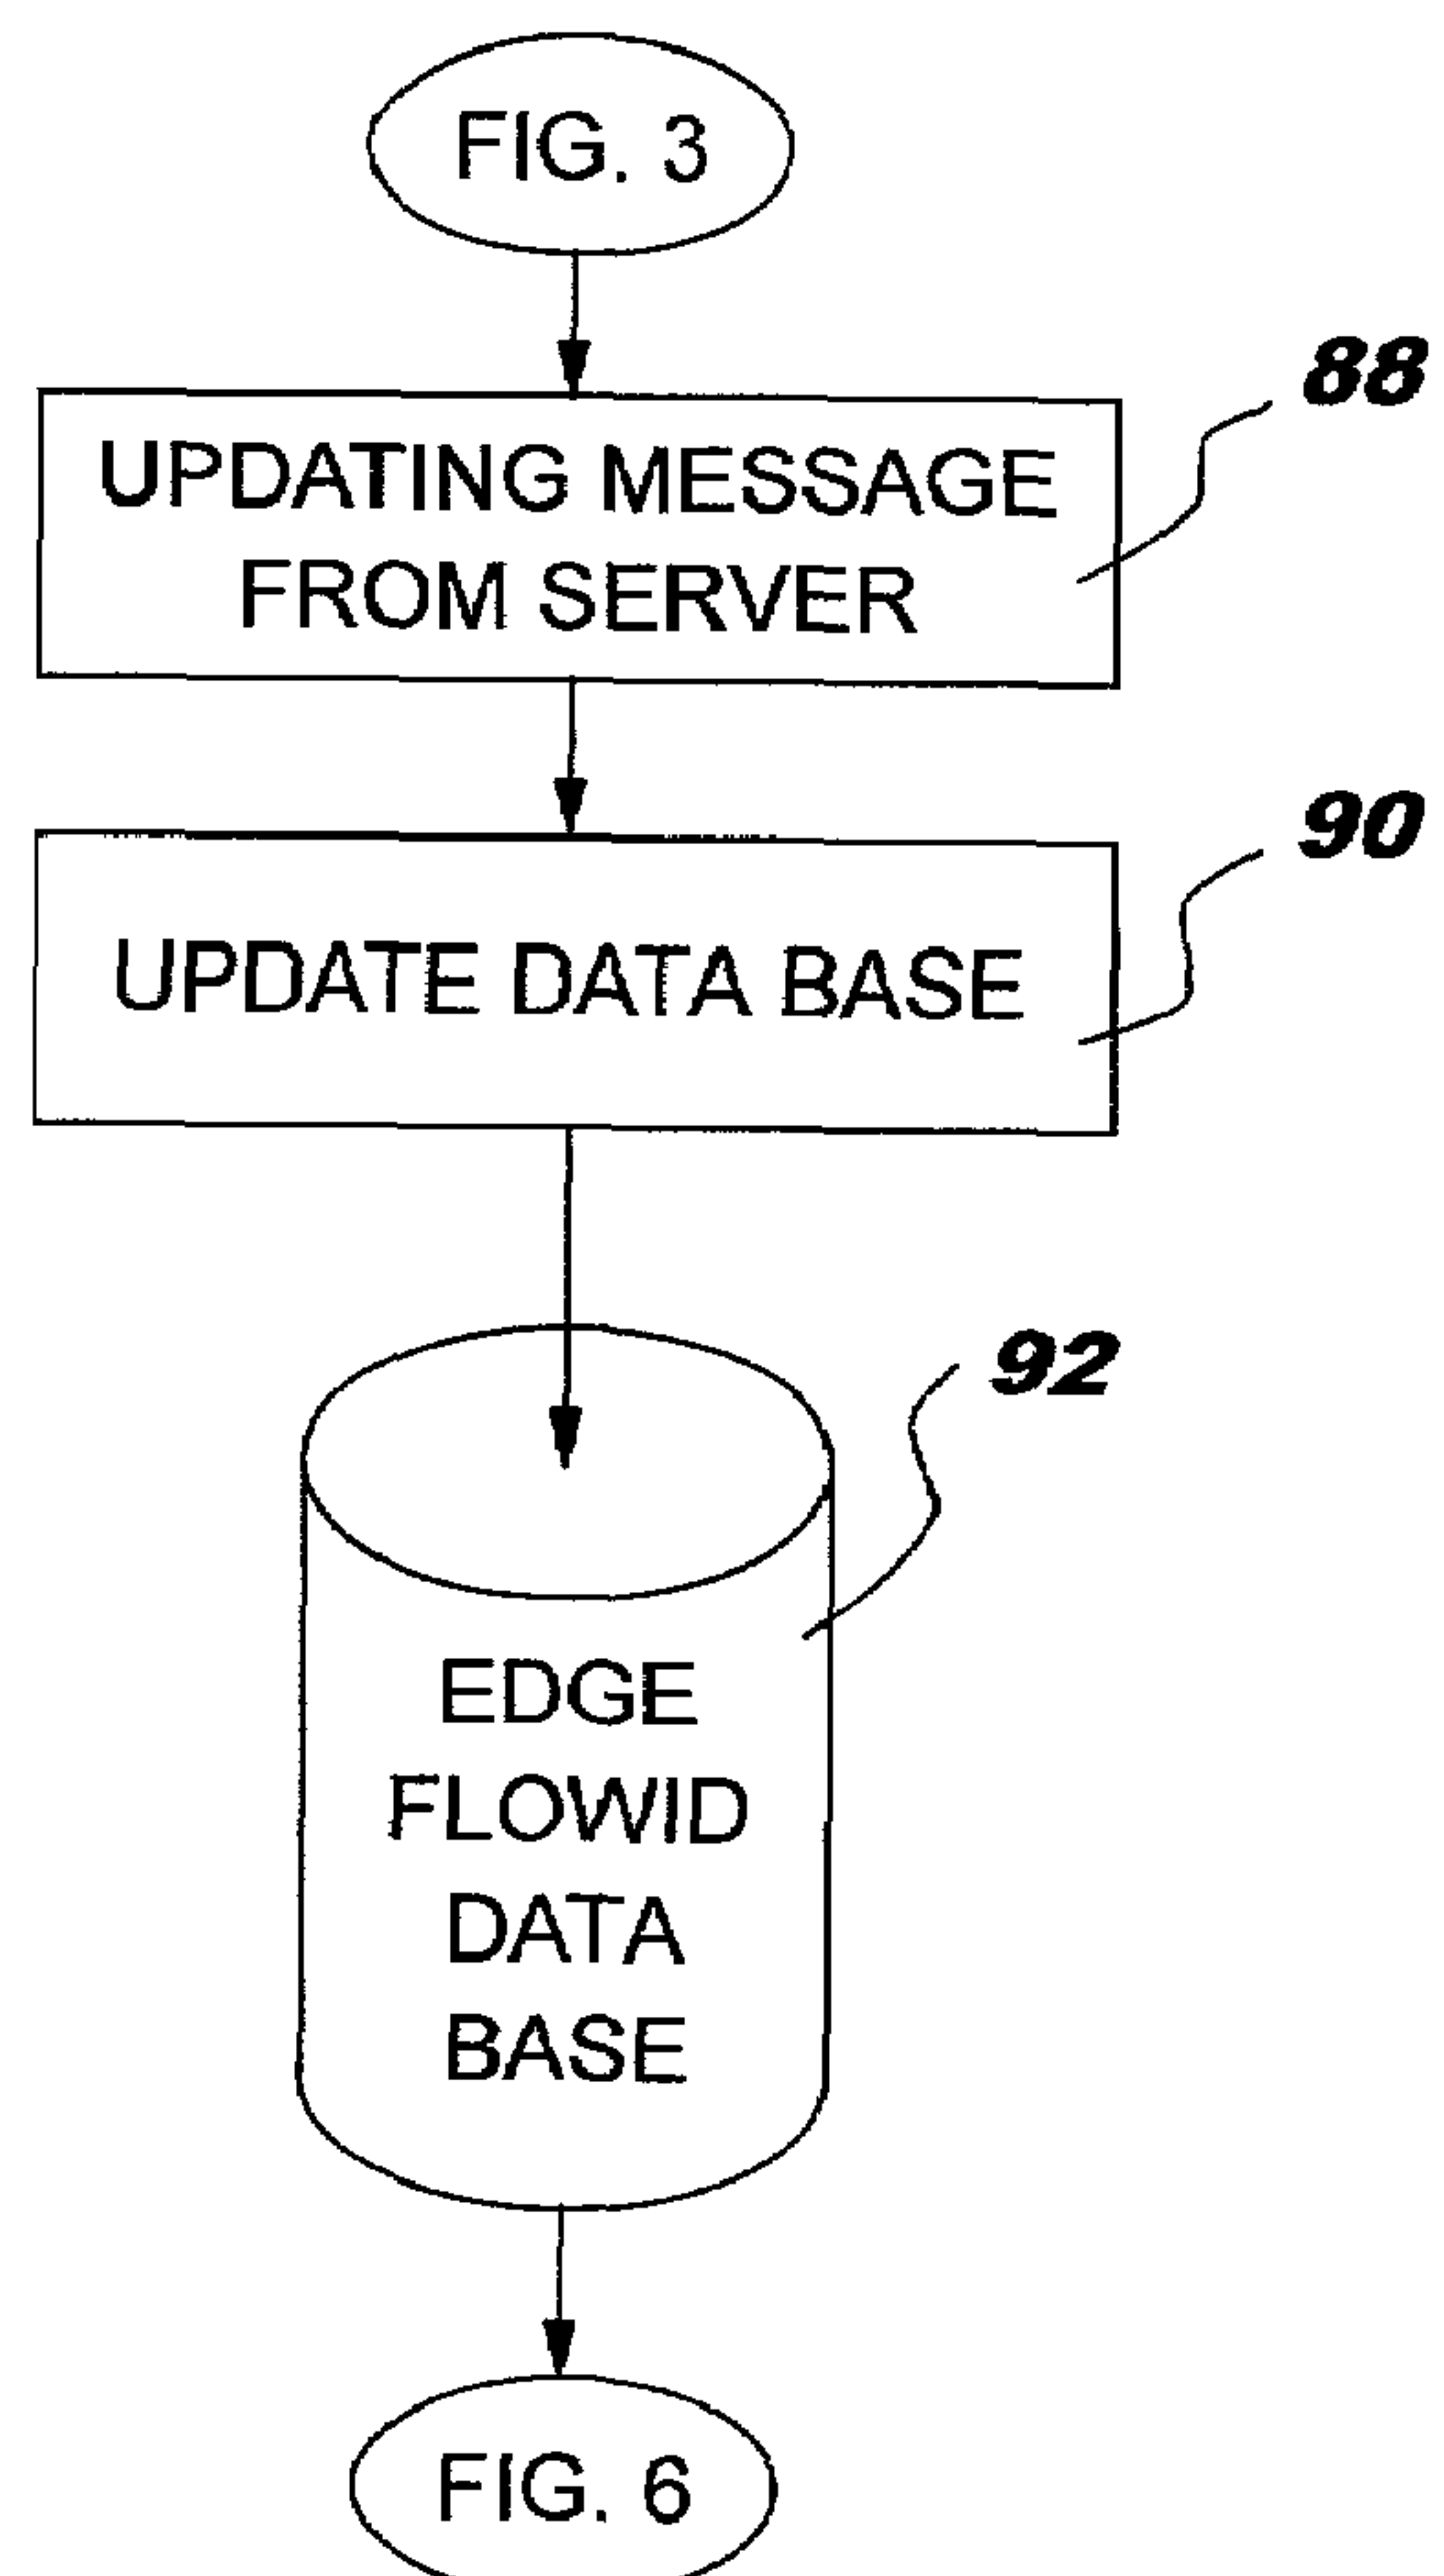 FIG. 3
88
UPDATING MESSAGE
FROM SERVER
90
UPDATE DATA BASE
92
EDGE
FLOWID
DATA
BASE
FIG. 6